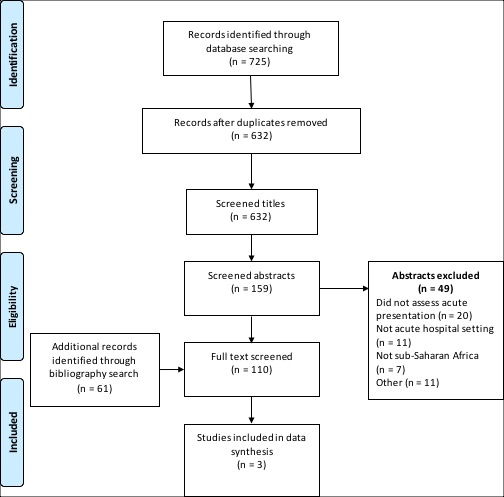 Identification
Records identified through
database searching
(n = 725)
Records after duplicates removed
(n = 632)
Screening
Screened titles
(n = 632)
Screened abstracts
(n = 159)
Abstracts excluded
(n = 49)
Did not assess acute
presentation (n = 20)
Not acute hospital setting
(n = 11)
Not sub-Saharan Africa
(n = 7)
Other (n = 11)
Eligibility
Additional records
identified through
bibliography search
(n = 61)
Full text screened
(n = 110)
Included
Studies included in data
synthesis
(n = 3)